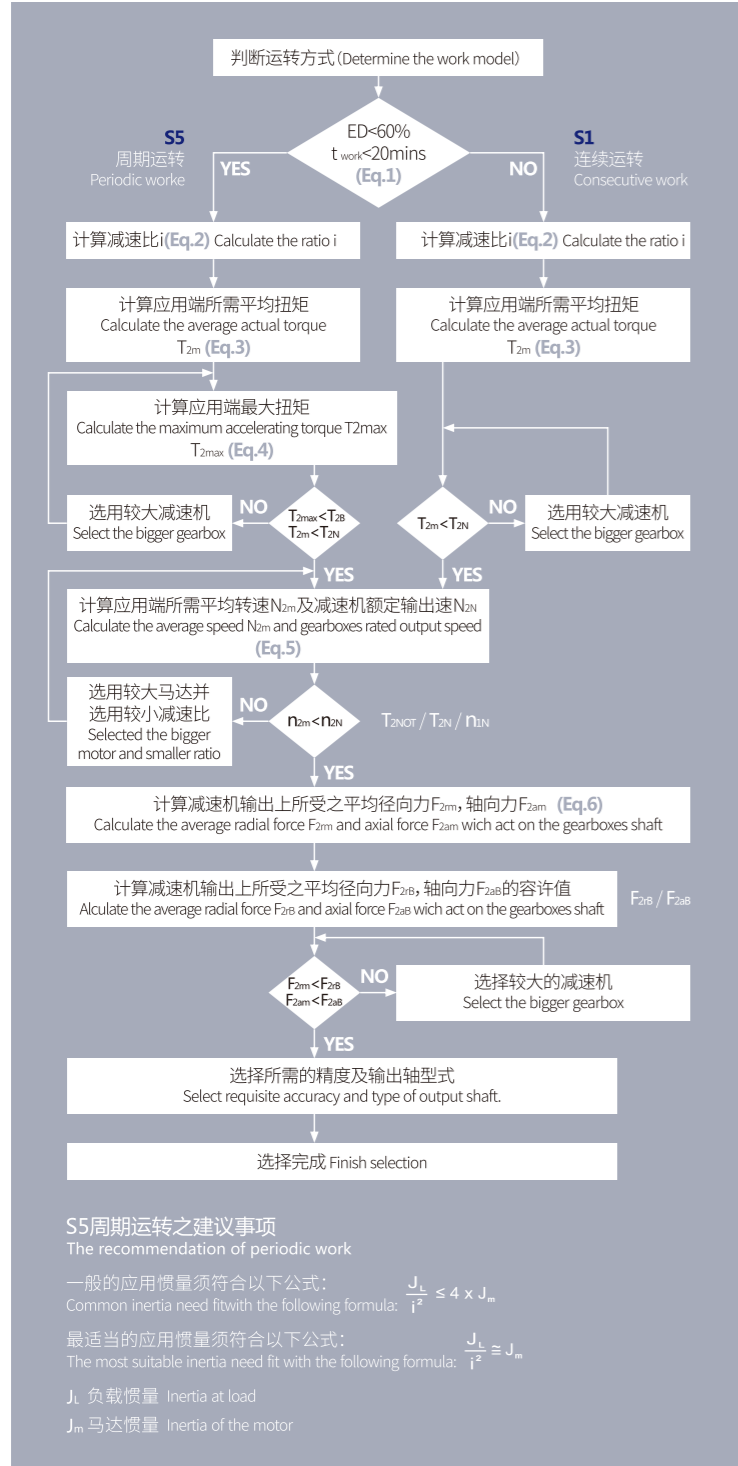 判断运转方式(Determine the work model)
ED<60%
t work<20mins
(Eq.1)
S5
周期运转
Periodic worke
YES
NO
S1
连续运转
Consecutive work
计算减速比i(Eq.2) Calculate the ratio i
计算减速比i(Eq.2) Calculate the ratio i
计算应用端所需平均扭矩
Calculate the average actual torque
T2m (Eq.3)
计算应用端所需平均扭矩
Calculate the average actual torque
T2m (Eq.3)
计算应用端最大扭矩
Calculate the maximum accelerating torque T2max
T2max (Eq.4)
选用较大减速机
Select the bigger gearbox
NO
T2max<T2B
T2m<T2N
T2m<T2N
NO
选用较大减速机
Select the bigger gearbox
YES
YES
计算应用端所需平均转速N2m及减速机额定输出速N2N
Calculate the average speed N2m and gearboxes rated output speed
(Eq.5)
选用较大马达并
选用较小减速比
Selected the bigger
motor and smaller ratio
NO
n2m<n2N
T2NOT / T2N / n1N
YES
计算减速机输出上所受之平均径向力F2rm,轴向力F2am (Eq.6)
Calculate the average radial force F2rm and axial force F2am wich act on the gearboxes shaft
计算减速机输出上所受之平均径向力F2rB,轴向力F2aB的容许值
Alculate the average radial force F2rB and axial force F2aB wich act on the gearboxes shaft
F2rB / F2aB
F2rm<F2rB
F2am<F2aB
NO
选择较大的减速机
Select the bigger gearbox
YES
选择所需的精度及输出轴型式
Select requisite accuracy and type of output shaft.
选择完成 Finish selection
S5周期运转之建议事项
The recommendation of periodic work
一般的应用惯量须符合以下公式:
Common inertia need fitwith the following formula: JL/i² ≤ 4 x Jm
最适当的应用惯量须符合以下公式:
The most suitable inertia need fit with the following formula: JL/i² ≅ Jm
JL 负载惯量 Inertia at load
Jm 马达惯量 Inertia of the motor